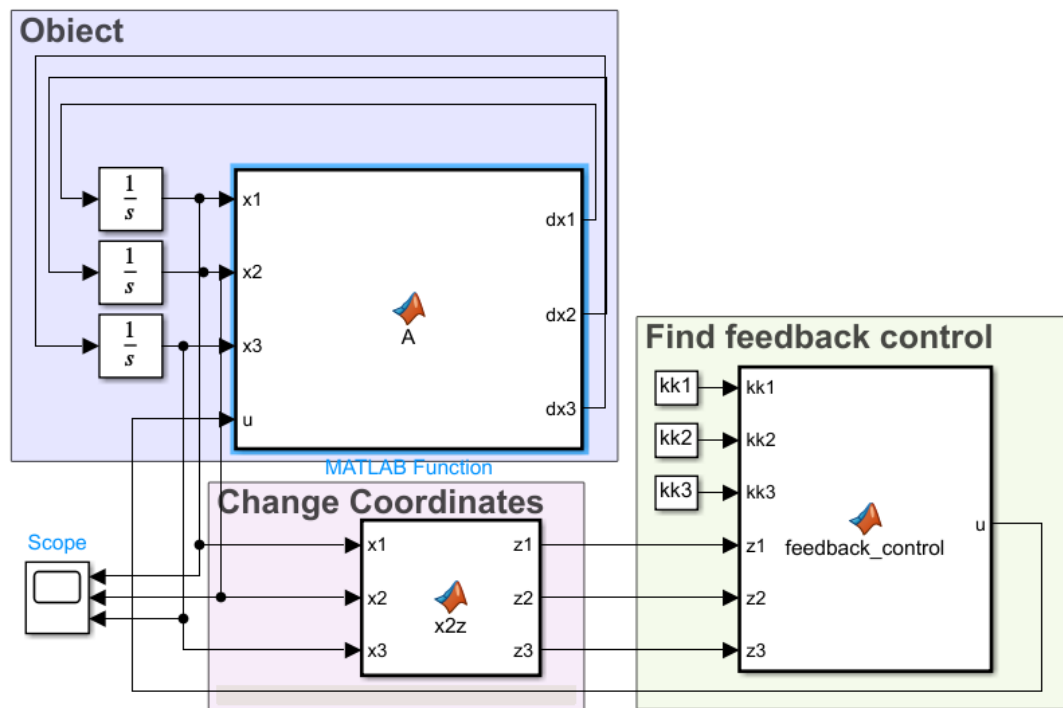 Obiect
1
s
1
s
1
s
x1
x2
x3
u
dx1
dx2
dx3
A
MATLAB Function
Find feedback control
kk1
kk2
kk3
kk1
kk2
kk3
z1
z2
z3
u
feedback_control
Change Coordinates
x1
x2
x3
z1
z2
z3
x2z
Scope